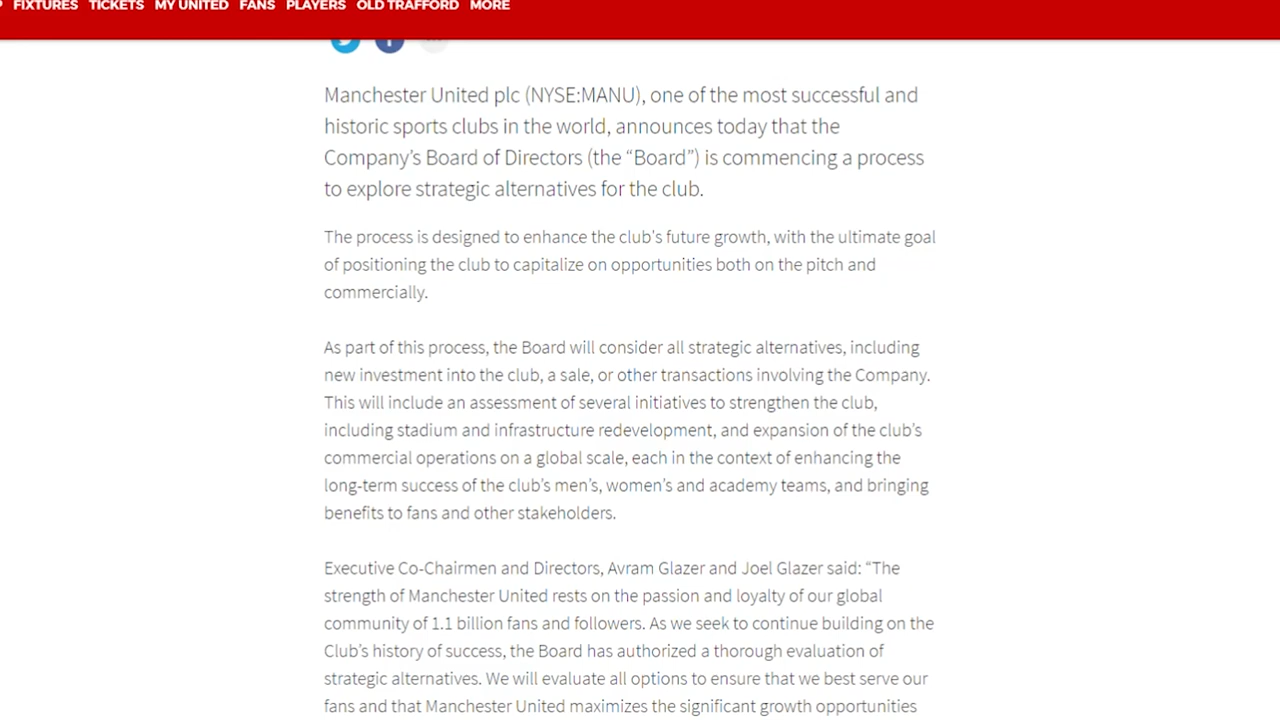 FIXTURES TICKETS MY UNITED FANS PLAYERS OLD TRAFFORD MORE
Manchester United plc (NYSE:MANU), one of the most successful and
historic sports clubs in the world, announces today that the
Company's Board of Directors (the “Board”) is commencing a process
to explore strategic alternatives for the club.
The process is designed to enhance the club's future growth, with the ultimate goal
of positioning the club to capitalize on opportunities both on the pitch and
commercially.
As part of this process, the Board will consider all strategic alternatives, including
new investment into the club, a sale, or other transactions involving the Company.
This will include an assessment of several initiatives to strengthen the club,
including stadium and infrastructure redevelopment, and expansion of the club’s
commercial operations on a global scale, each in the context of enhancing the
long-term success of the club’s men’s, women’s and academy teams, and bringing
benefits to fans and other stakeholders.
Executive Co-Chairmen and Directors, Avram Glazer and Joel Glazer said: “The
strength of Manchester United rests on the passion and loyalty of our global
community of 1.1 billion fans and followers. As we seek to continue building on the
Club’s history of success, the Board has authorized a thorough evaluation of
strategic alternatives. We will evaluate all options to ensure that we best serve our
fans and that Manchester United maximizes the significant growth opportunities